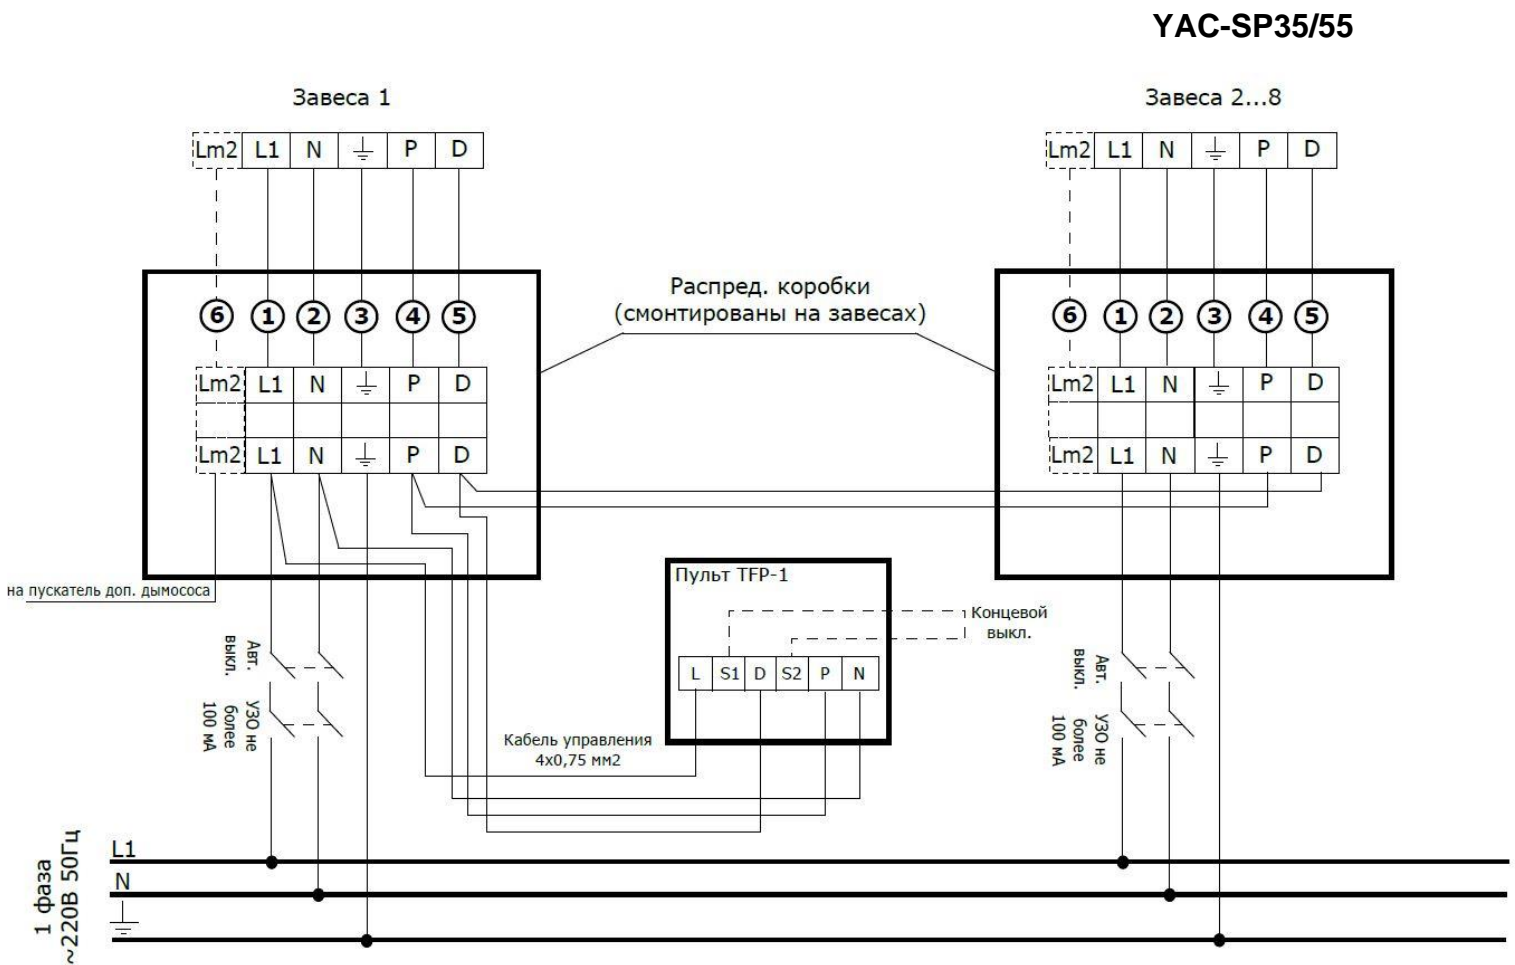 YAC-SP35/55
Завеса 1
Завеса 2...8
Lm2 L1 N P D
Lm2 L1 N P D
Распред. коробки
(смонтированы на завесах)
6 1 2 3 4 5
6 1 2 3 4 5
Lm2 L1 N P D
Lm2 L1 N P D
Lm2 L1 N P D
Lm2 L1 N P D
на пускатель доп. дымососа
Пульт TFP-1
Концевой
выкл.
L S1 D S2 P N
Авт.
выкл.
УЗО не
более
100 мА
Авт.
выкл.
УЗО не
более
100 мА
Кабель управления
4х0,75 мм2
1 фаза
~220В 50Гц
L1
N